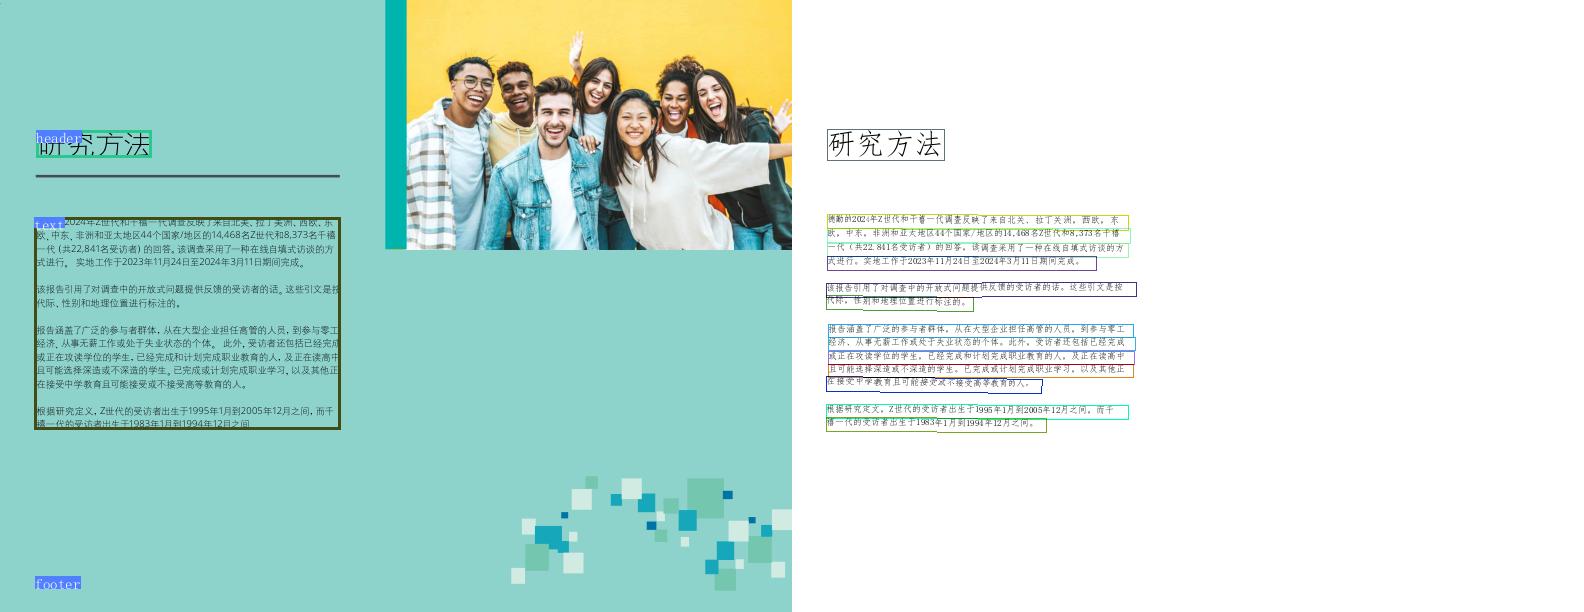 header
研究方法
text
2024年Z世代和千禧一代调查反映了来自北美、拉丁美洲、西欧、东
欧、中东、非洲和亚太地区44个国家/地区的14,468名Z世代和8,373名千禧
一代 (共22,841名受访者) 的回答。该调查采用了一种在线自填式访谈的方
式进行。 实地工作于2023年11月24日至2024年3月11日期间完成。
该报告引用了对调查中的开放式问题提供反馈的受访者的话。这些引文是按
代际、性别和地理位置进行标注的。
报告涵盖了广泛的参与者群体，从在大型企业担任高管的人员，到参与零工
经济、从事无薪工作或处于失业状态的个体。 此外，受访者还包括已经完成
或正在攻读学位的学生，已经完成和计划完成职业教育的人，及正在读高中
且可能选择深造或不深造的学生。已完成或计划完成职业学习，以及其他正
在接受中学教育且可能接受或不接受高等教育的人。
根据研究定义，Z世代的受访者出生于1995年1月到2005年12月之间，而千
禧一代的受访者出生于1983年1月到1994年12月之间
footer
研究方法
德勤的2024年Z世代和千禧一代调查反映了来自北美、拉丁美洲，西欧，东
欧，中东，非洲和亚太地区44个国家/地区的14,468名Z世代和8,373名千禧
一代（共22,841名受访者）的回答。该调查采用了一种在线自填式访谈的方
式进行。实地工作于2023年11月24日至2024年3月11日期间完成。
该报告引用了对调查中的开放式问题提供反馈的受访者的话。这些引文是按
代际，性别和地理位置进行标注的。
报告涵盖了广泛的参与者群体，从在大型企业担任高管的人员，到参与零工
经济、从事无薪工作或处于失业状态的个体。此外，受访者还包括已经完成
或正在攻读学位的学生，已经完成和计划完成职业教育的人，及正在读高中
且可能选择深造或不深造的学生。已完成或计划完成职业学习，以及其他正
在接受中学教育且可能接受或不接受高等教育的人。
根据研究定义，Z世代的受访者出生于1995年1月到2005年12月之间，而千
禧一代的受访者出生于1983年1月到1994年12月之间。